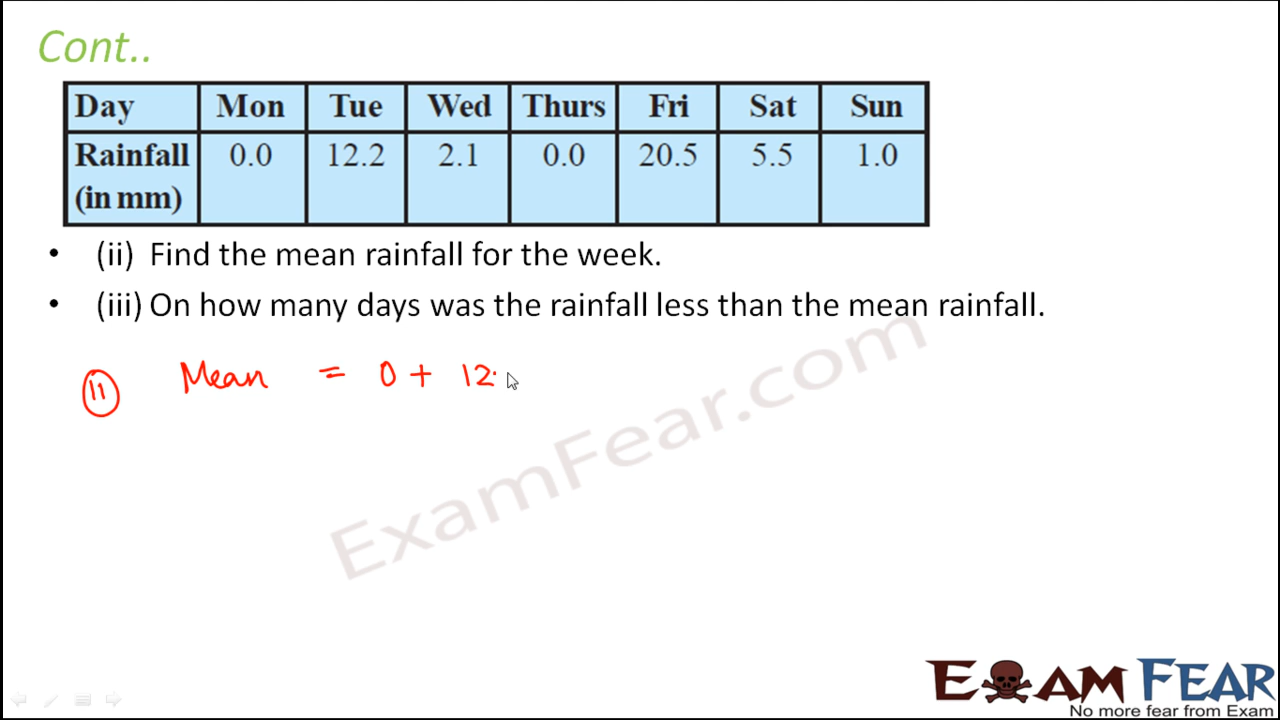 Cont..
Day Mon Tue Wed Thurs Fri Sat Sun
Rainfall (in mm) 0.0 12.2 2.1 0.0 20.5 5.5 1.0
• (ii) Find the mean rainfall for the week.
• (iii) On how many days was the rainfall less than the mean rainfall.
(ii) Mean = 0 + 12.
ExamFear.com
EXAM FEAR
No more fear from Exam